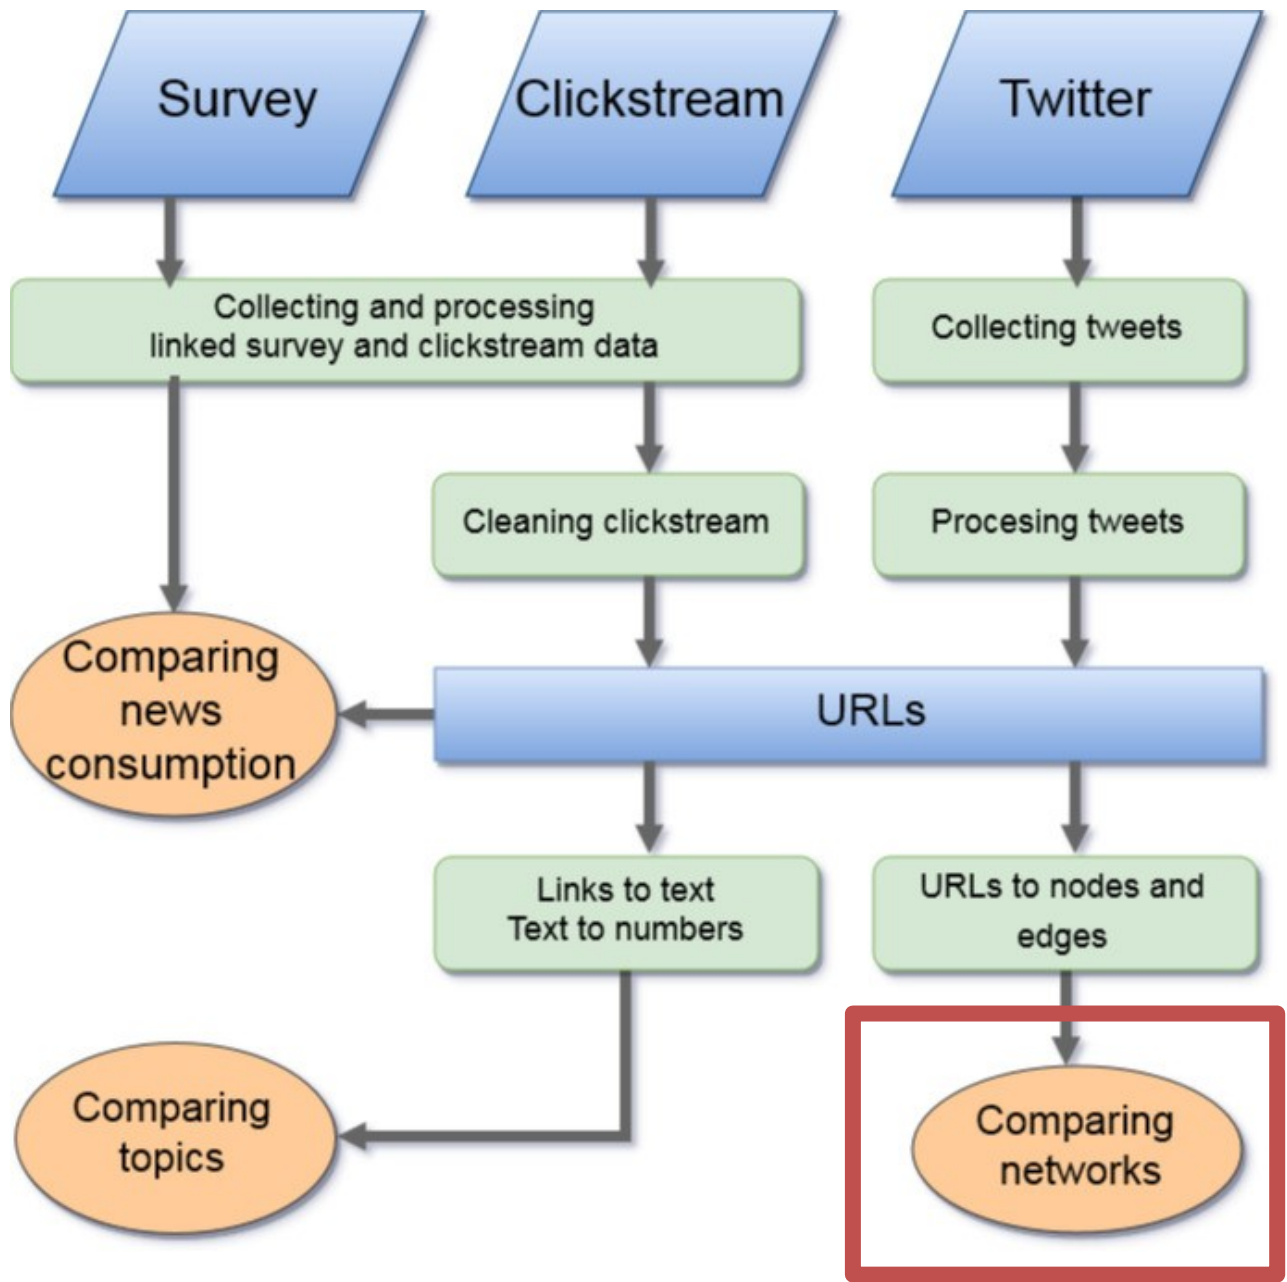 Survey
Clickstream
Twitter
Collecting and processing
linked survey and clickstream data
Collecting tweets
Cleaning clickstream
Procesing tweets
Comparing
news
consumption
URLs
Links to text
Text to numbers
URLs to nodes and
edges
Comparing
topics
Comparing
networks